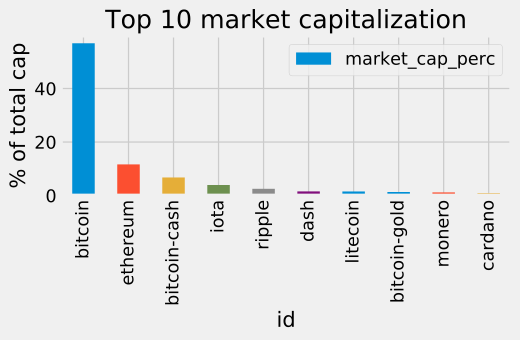 Top 10 market capitalization
market_cap_perc
% of total cap
40
20
0
bitcoin
ethereum
bitcoin-cash
iota
ripple
dash
litecoin
bitcoin-gold
monero
cardano
id